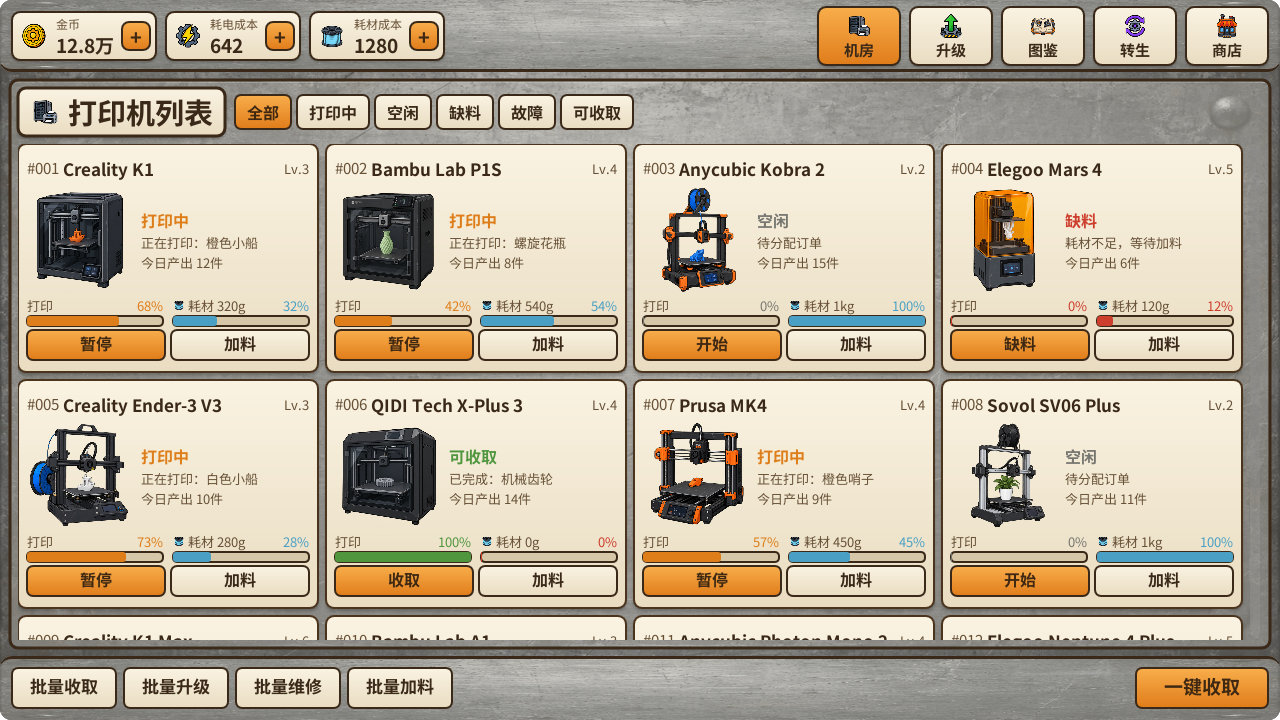 金币
12.8万
耗电成本
642
耗材成本
1280
机房
升级
图鉴
转生
商店
打印机列表
全部
打印中
空闲
缺料
故障
可收取
#001 Creality K1 Lv.3
打印中
正在打印：橙色小船
今日产出 12件
打印 68% 耗材 320g 32%
暂停 加料
#002 Bambu Lab P1S Lv.4
打印中
正在打印：螺旋花瓶
今日产出 8件
打印 42% 耗材 540g 54%
暂停 加料
#003 Anycubic Kobra 2 Lv.2
空闲
待分配订单
今日产出 15件
打印 0% 耗材 1kg 100%
开始 加料
#004 Elegoo Mars 4 Lv.5
缺料
耗材不足，等待加料
今日产出 6件
打印 0% 耗材 120g 12%
缺料 加料
#005 Creality Ender-3 V3 Lv.3
打印中
正在打印：白色小船
今日产出 10件
打印 73% 耗材 280g 28%
暂停 加料
#006 QIDI Tech X-Plus 3 Lv.4
可收取
已完成：机械齿轮
今日产出 14件
打印 100% 耗材 0g 0%
收取 加料
#007 Prusa MK4 Lv.4
打印中
正在打印：橙色哨子
今日产出 9件
打印 57% 耗材 450g 45%
暂停 加料
#008 Sovol SV06 Plus Lv.2
空闲
待分配订单
今日产出 11件
打印 0% 耗材 1kg 100%
开始 加料
#009 Creality K1 Max
#010 Bambu Lab A1
#011 Anycubic Photon Mono
#012 Elegoo Neptune 4 Plus
批量收取
批量升级
批量维修
批量加料
一键收取